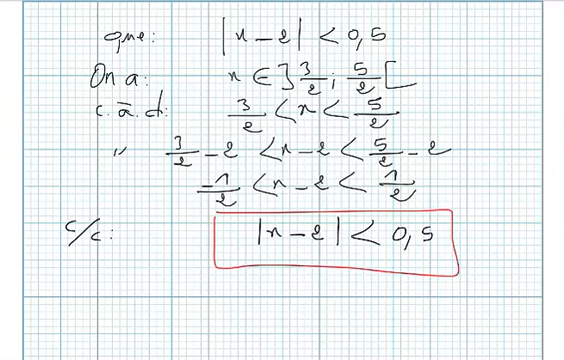 que: |x - 2| < 0,5
On a: x ∈ ]3/2 ; 5/2[
c. à. d: 3/2 < x < 5/2
" 3/2 - 2 < x - 2 < 5/2 - 2
-1/2 < x - 2 < 1/2
c/c: |x - 2| < 0,5